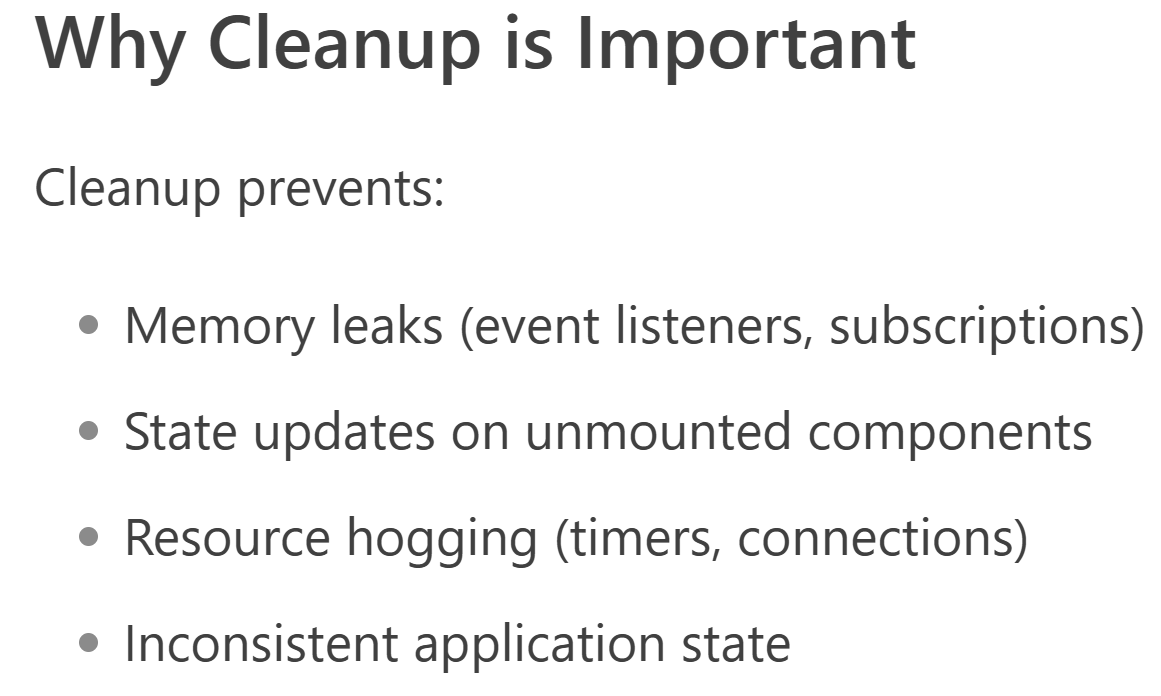 Why Cleanup is Important
Cleanup prevents:
• Memory leaks (event listeners, subscriptions)
• State updates on unmounted components
• Resource hogging (timers, connections)
• Inconsistent application state